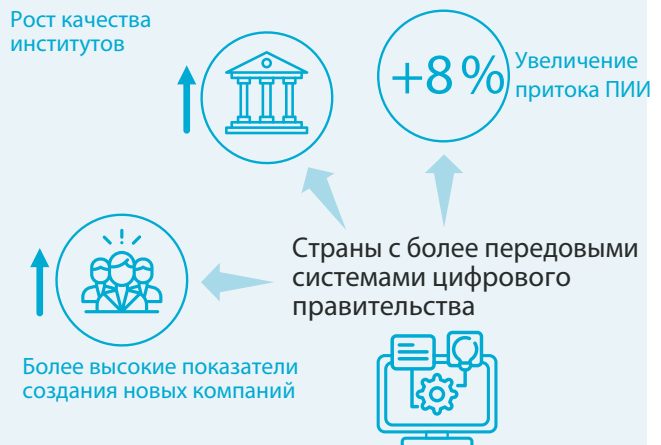 Рост качества
институтов
+8 %
Увеличение
притока ПИИ
Страны с более передовыми
системами цифрового
правительства
Более высокие показатели
создания новых компаний